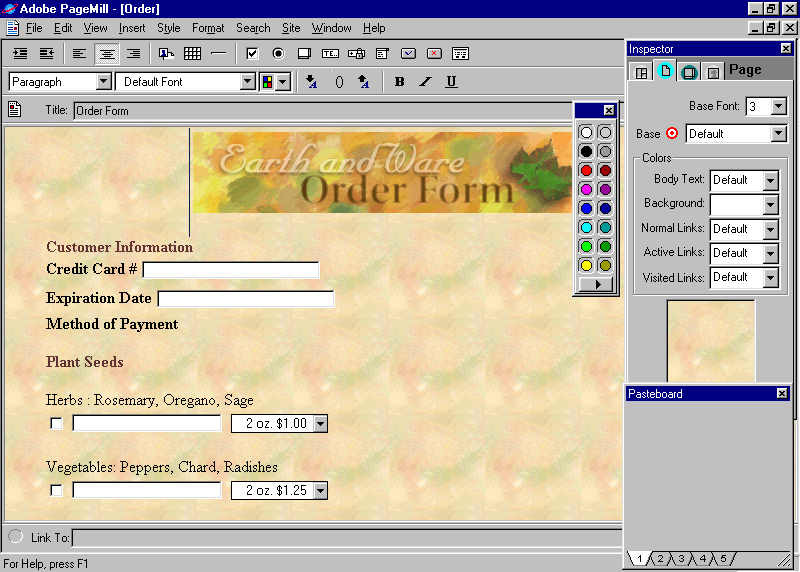 Adobe PageMill - [Order]
File Edit View Insert Style Format Search Site Window Help
TE..
Paragraph Default Font B I U
Title: Order Form
Earth and Ware
Order Form
Customer Information
Credit Card #
Expiration Date
Method of Payment
Plant Seeds
Herbs : Rosemary, Oregano, Sage
2 oz. $1.00
Vegetables: Peppers, Chard, Radishes
2 oz. $1.25
Link To:
For Help, press F1
Inspector
Page
Base Font: 3
Base Default
Colors
Body Text: Default
Background:
Normal Links: Default
Active Links: Default
Visited Links: Default
Pasteboard
1 2 3 4 5